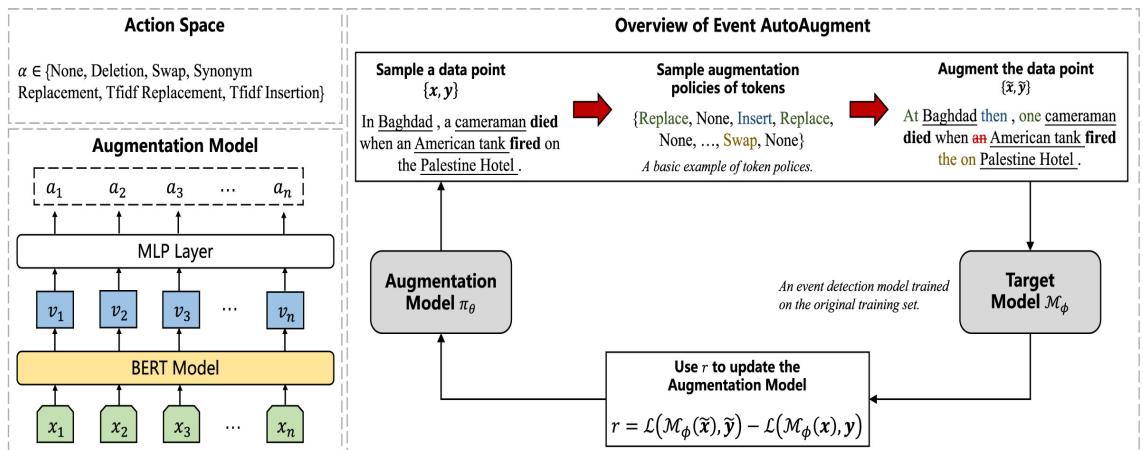 Action Space
α ∈ {None, Deletion, Swap, Synonym
Replacement, Tfidf Replacement, Tfidf Insertion}
Augmentation Model
a₁ a₂ a₃ ⋯ aₙ
MLP Layer
v₁ v₂ v₃ ⋯ vₙ
BERT Model
x₁ x₂ x₃ ⋯ xₙ
Overview of Event AutoAugment
Sample a data point
{x, y}
In Baghdad , a cameraman died
when an American tank fired on
the Palestine Hotel .
Sample augmentation
policies of tokens
{Replace, None, Insert, Replace,
None, …, Swap, None}
A basic example of token polices.
Augment the data point
{x̃, ỹ}
At Baghdad then , one cameraman
died when an American tank fired
the on Palestine Hotel .
Augmentation
Model πθ
An event detection model trained
on the original training set.
Target
Model ℳϕ
Use r to update the
Augmentation Model
r = ℒ(ℳϕ(x̃), ỹ) − ℒ(ℳϕ(x), y)